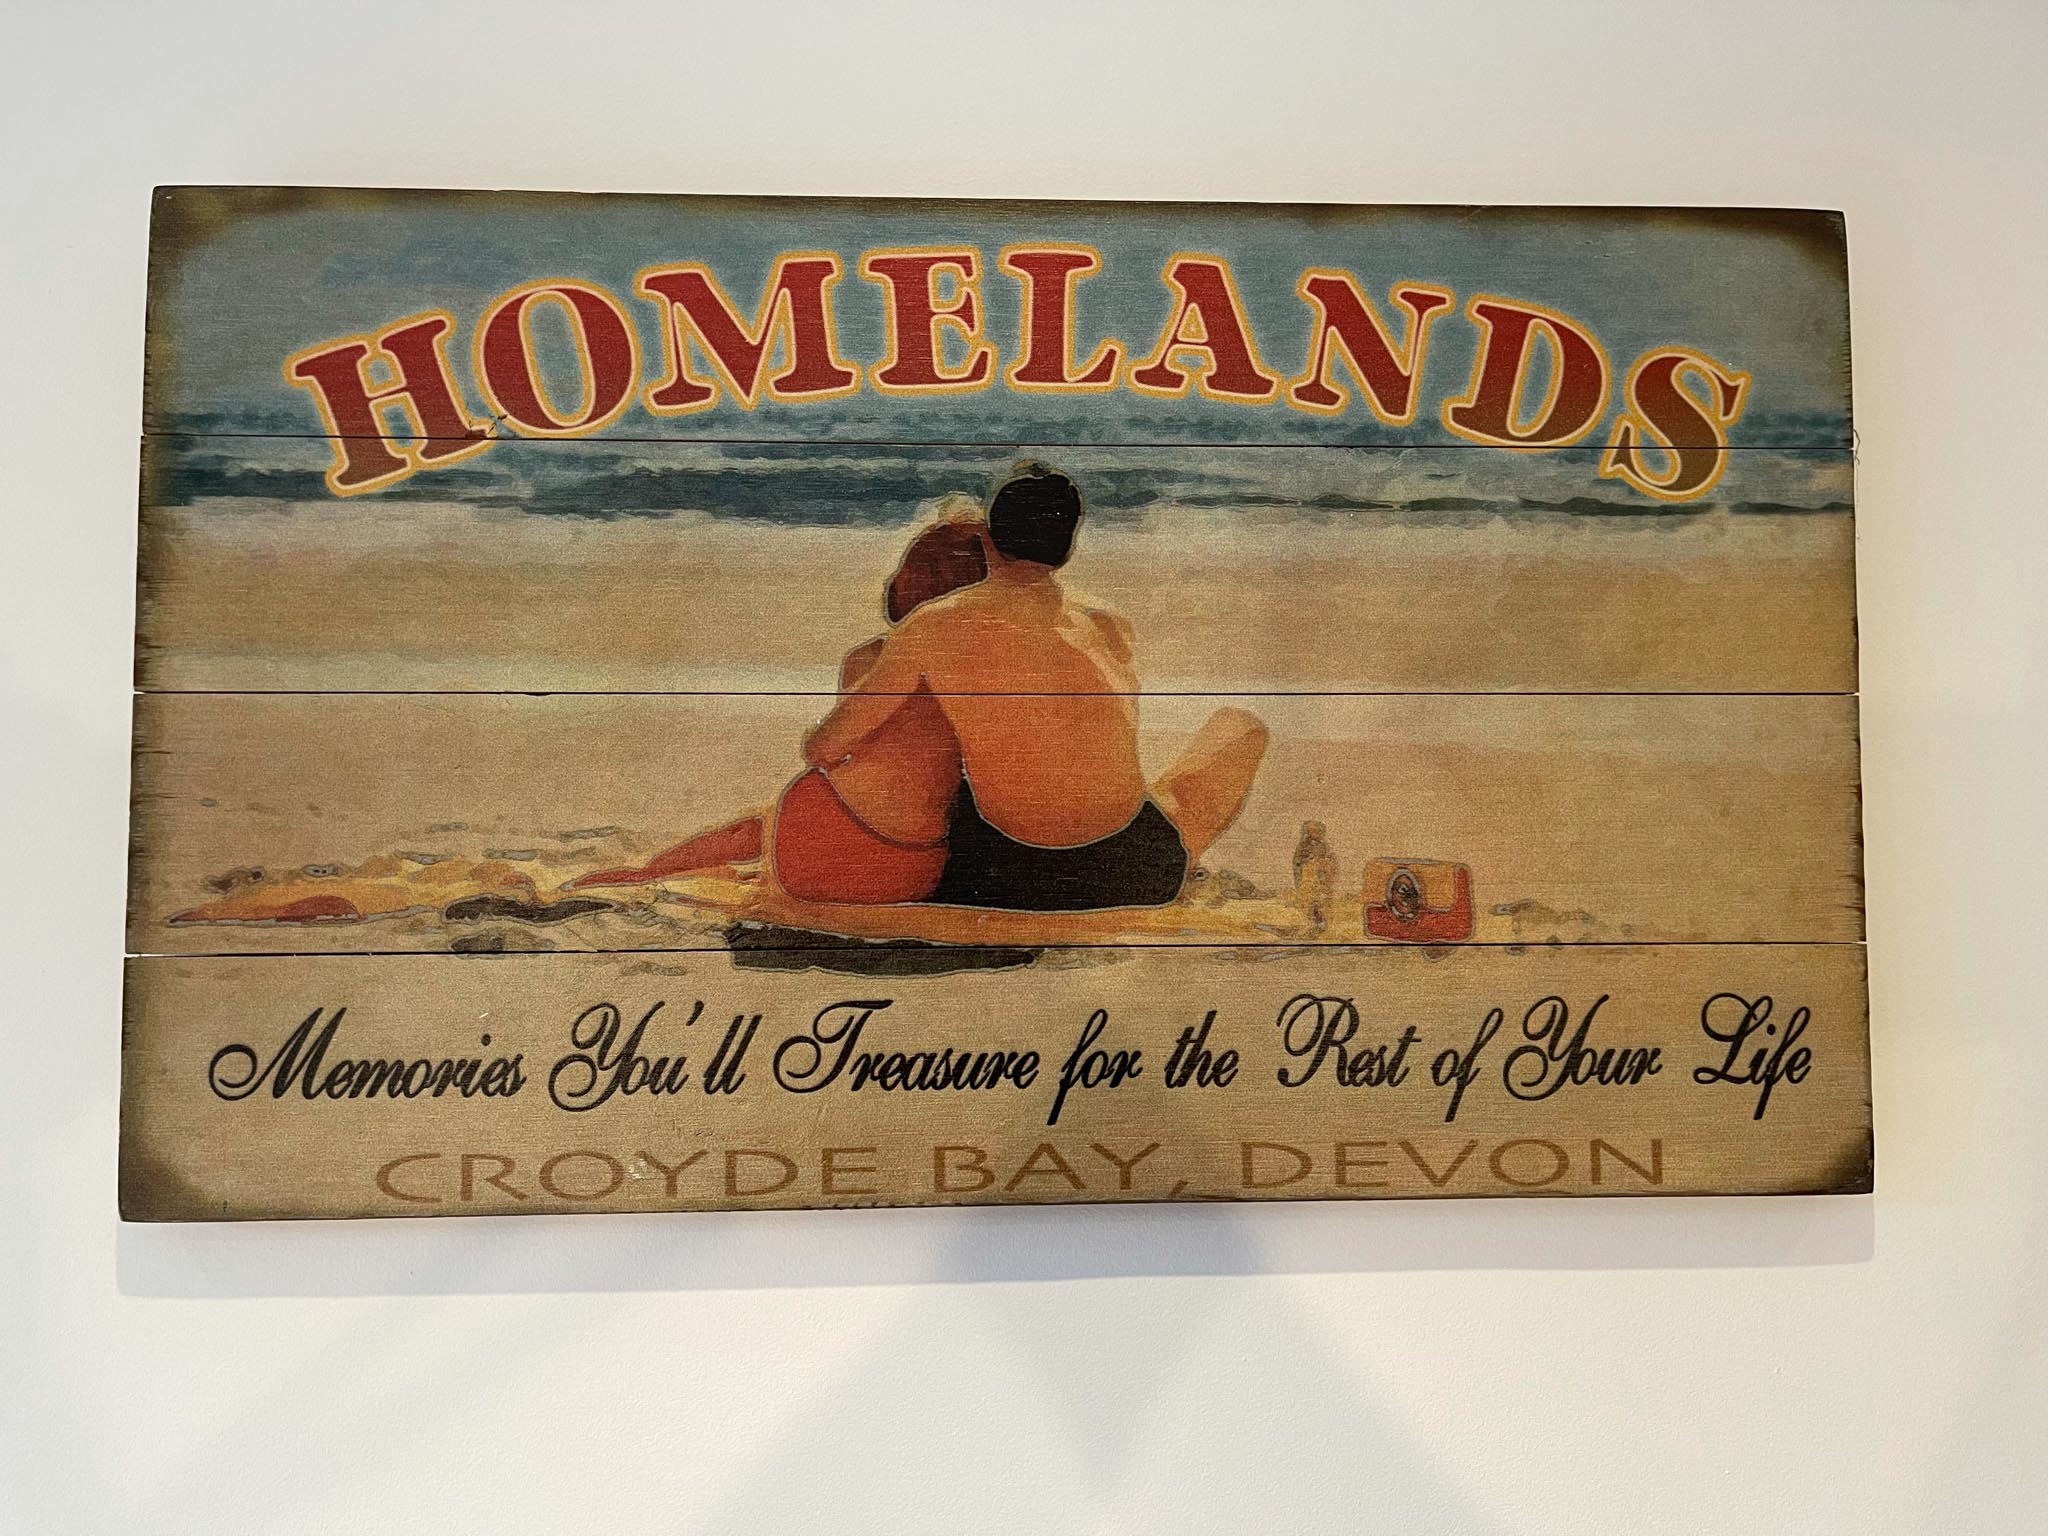 HOMELANDS
Memories You'll Treasure for the Rest of Your Life
CROYDE BAY, DEVON